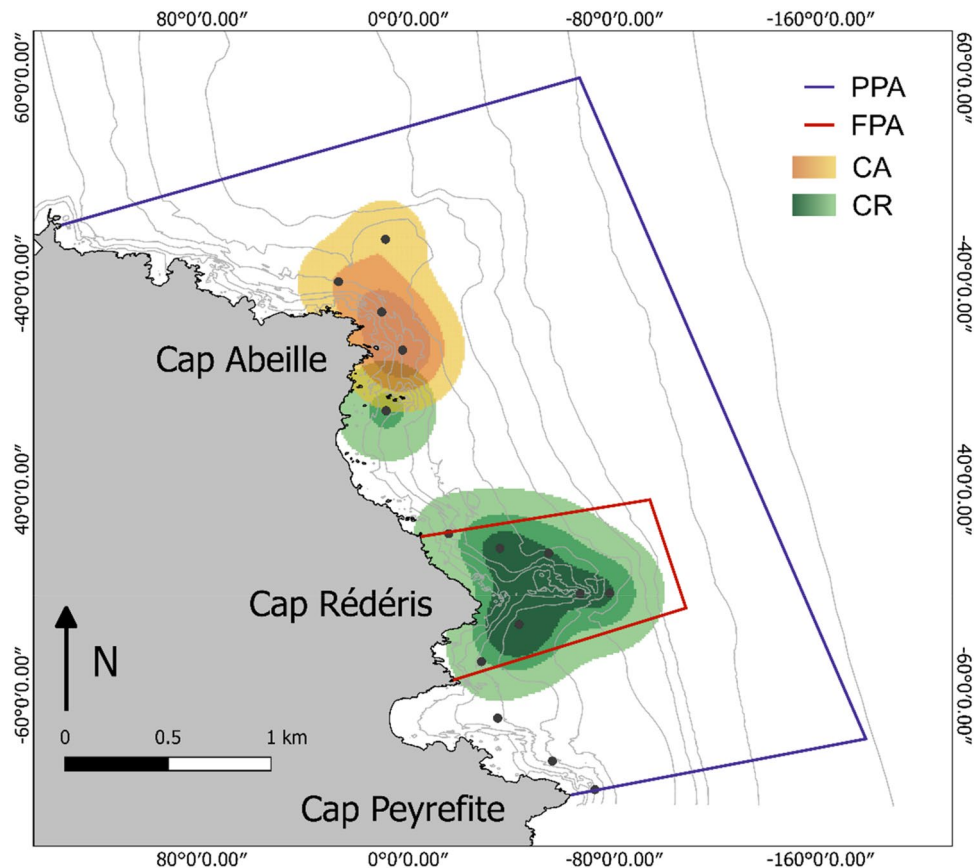 80°0'0.00″ 0°0'0.00″ -80°0'0.00″ -160°0'0.00″
60°0'0.00″ 60°0'0.00″
PPA
FPA
CA
CR
-40°0'0.00″ -40°0'0.00″
Cap Abeille
40°0'0.00″ 40°0'0.00″
Cap Rédéris
N
-60°0'0.00″ -60°0'0.00″
0 0.5 1 km
Cap Peyrefite
80°0'0.00″ 0°0'0.00″ -80°0'0.00″ -160°0'0.00″